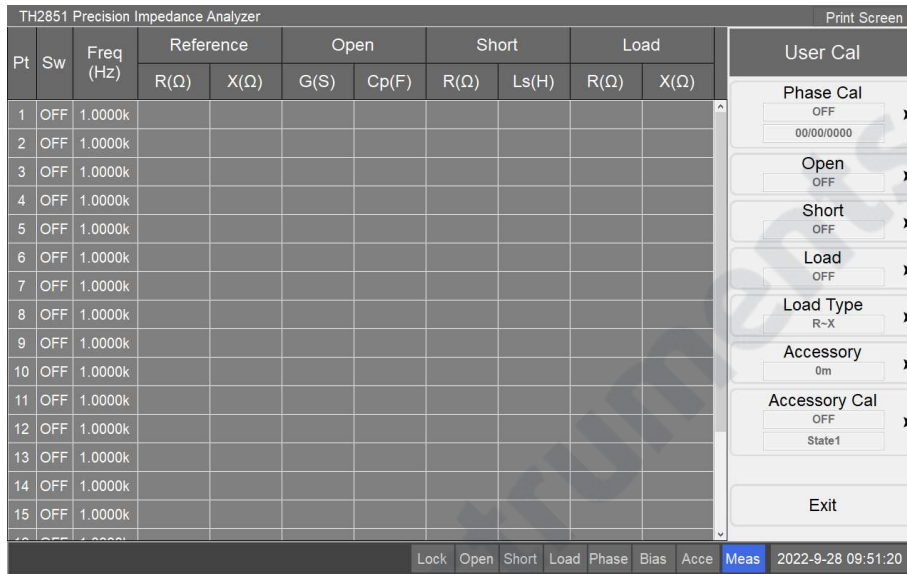 TH2851 Precision Impedance Analyzer Print Screen
Pt Sw Freq (Hz) Reference Open Short Load
R(Ω) X(Ω) G(S) Cp(F) R(Ω) Ls(H) R(Ω) X(Ω)
1 OFF 1.0000k
2 OFF 1.0000k
3 OFF 1.0000k
4 OFF 1.0000k
5 OFF 1.0000k
6 OFF 1.0000k
7 OFF 1.0000k
8 OFF 1.0000k
9 OFF 1.0000k
10 OFF 1.0000k
11 OFF 1.0000k
12 OFF 1.0000k
13 OFF 1.0000k
14 OFF 1.0000k
15 OFF 1.0000k
User Cal
Phase Cal
OFF
00/00/0000
Open
OFF
Short
OFF
Load
OFF
Load Type
R~X
Accessory
0m
Accessory Cal
OFF
State1
Exit
Lock Open Short Load Phase Bias Acce Meas 2022-9-28 09:51:20